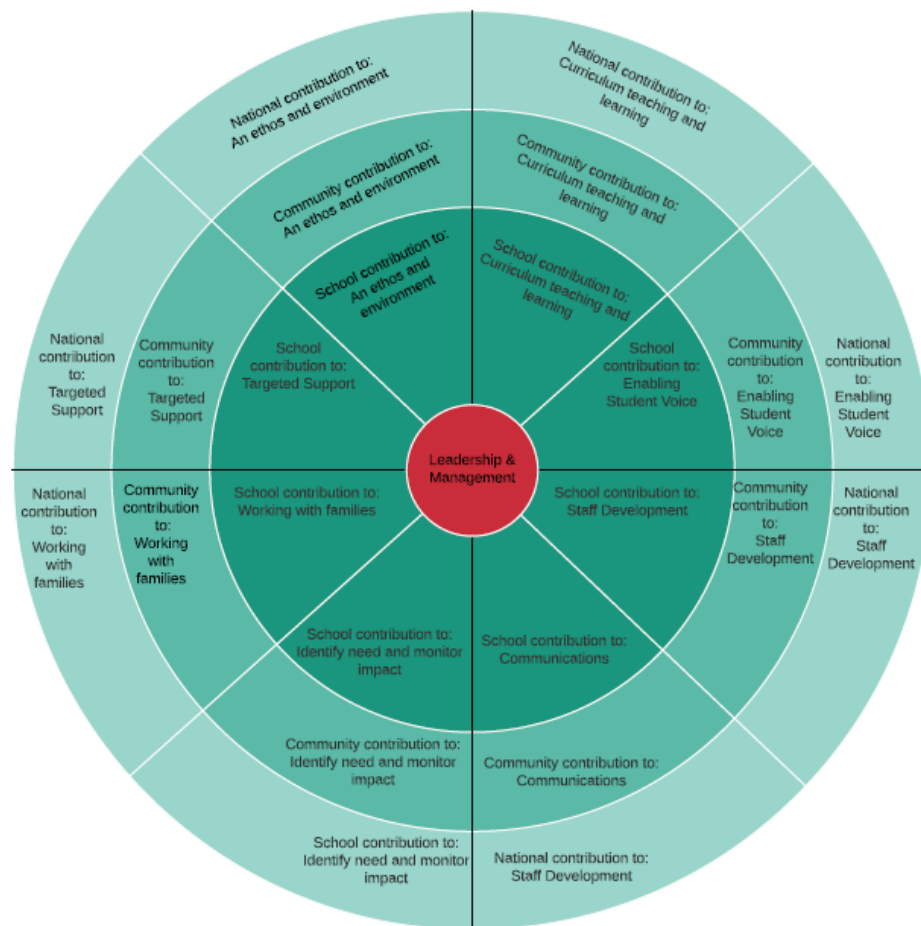 National contribution to:
An ethos and environment
National contribution to:
Curriculum teaching and
learning
Community contribution to:
An ethos and environment
Community contribution to:
Curriculum teaching and
learning
School contribution to:
An ethos and
environment
School contribution to:
Curriculum teaching and
learning
National
contribution
to:
Targeted
Support
Community
contribution
to:
Targeted
Support
School
contribution to:
Targeted Support
School
contribution to:
Enabling
Student Voice
Community
contribution
to:
Enabling
Student
Voice
National
contribution
to:
Enabling
Student
Voice
Leadership &
Management
National
contribution
to:
Working
with
families
Community
contribution
to:
Working
with
families
School contribution to:
Working with families
School contribution to:
Staff Development
Community
contribution
to:
Staff
Development
National
contribution
to:
Staff
Development
School contribution to:
Identify need and monitor
impact
School contribution to:
Communications
Community contribution to:
Identify need and monitor
impact
Community contribution to:
Communications
School contribution to:
Identify need and monitor
impact
National contribution to:
Staff Development